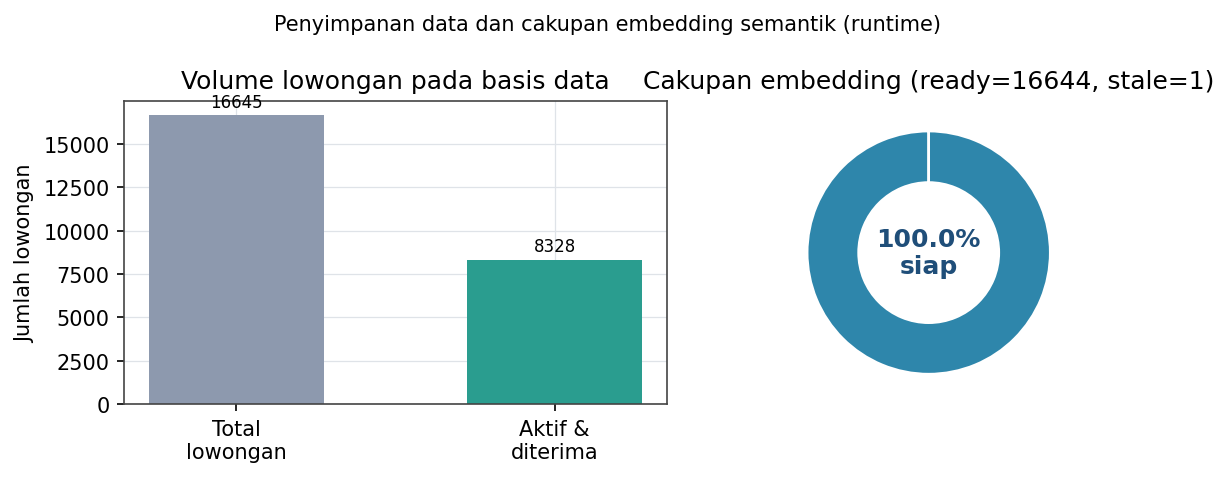 Penyimpanan data dan cakupan embedding semantik (runtime)
Volume lowongan pada basis data
16645
15000
12500
10000
7500
5000
2500
0
Jumlah lowongan
8328
Total
lowongan
Aktif &
diterima
Cakupan embedding (ready=16644, stale=1)
100.0%
siap